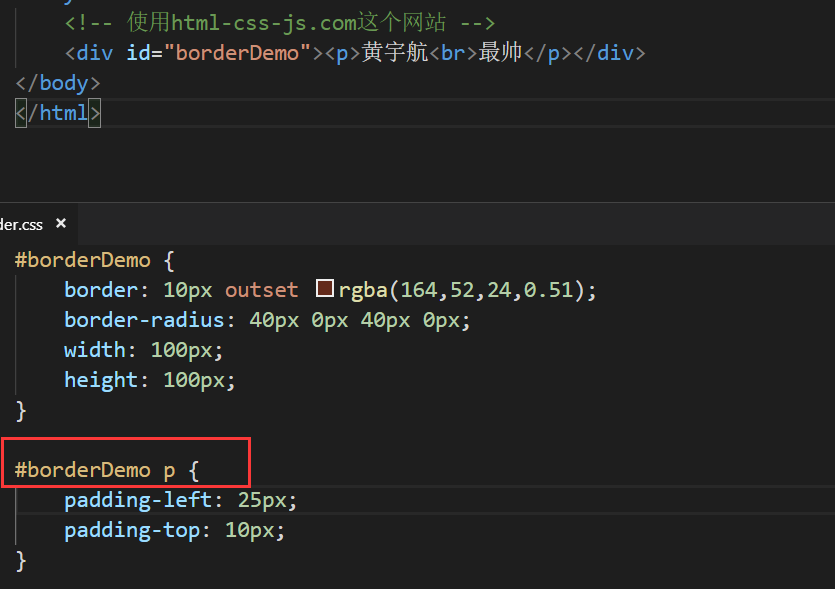 <!-- 使用html-css-js.com这个网站 -->
<div id="borderDemo"><p>黄宇航<br>最帅</p></div>
</body>
</html>
der.css ×
#borderDemo {
border: 10px outset rgba(164,52,24,0.51);
border-radius: 40px 0px 40px 0px;
width: 100px;
height: 100px;
}
#borderDemo p {
padding-left: 25px;
padding-top: 10px;
}